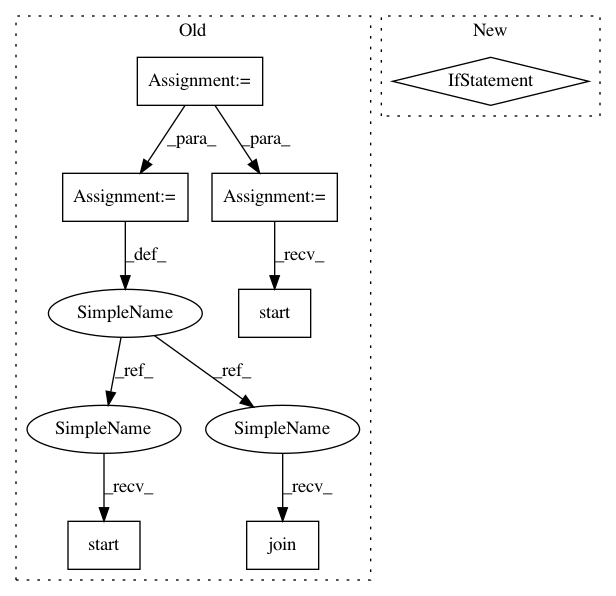 Old
New
Assignment:=
IfStatement
_para_
_para_
Assignment:=
Assignment:=
_def_
_recv_
SimpleName
start
_ref_
_ref_
SimpleName
SimpleName
_recv_
_recv_
start
join